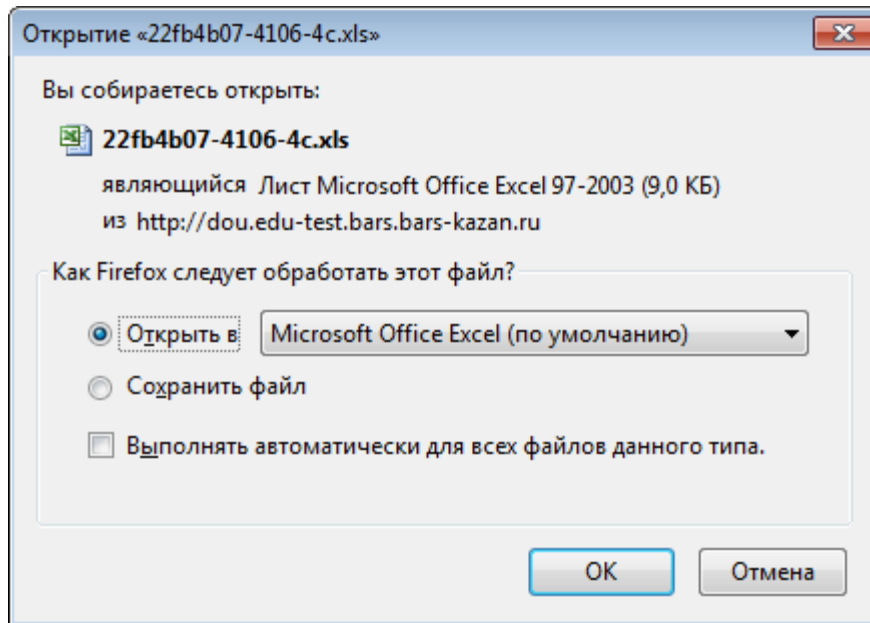 Открытие «22fb4b07-4106-4c.xls»
Вы собираетесь открыть:
22fb4b07-4106-4c.xls
являющийся Лист Microsoft Office Excel 97-2003 (9,0 КБ)
из http://dou.edu-test.bars.bars-kazan.ru
Как Firefox следует обработать этот файл?
Открыть в Microsoft Office Excel (по умолчанию)
Сохранить файл
Выполнять автоматически для всех файлов данного типа.
ОК Отмена